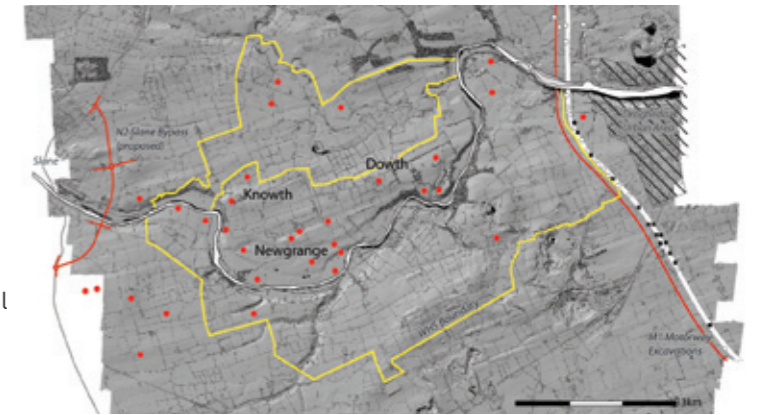 N2 Slane Bypass
(proposed)
Slane
Dowth
Knowth
Newgrange
WHS Boundary
M1 Motorway
Excavations
3km
l